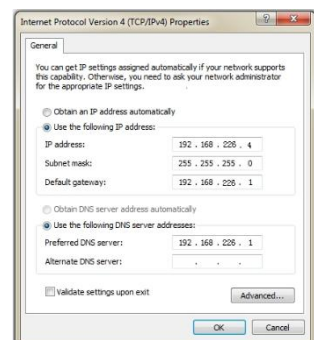 Internet Protocol Version 4 (TCP/IPv4) Properties
General
You can get IP settings assigned automatically if your network supports
this capability. Otherwise, you need to ask your network administrator
for the appropriate IP settings.
Obtain an IP address automatically
Use the following IP address:
IP address: 192 . 168 . 226 . 4
Subnet mask: 255 . 255 . 255 . 0
Default gateway: 192 . 168 . 226 . 1
Obtain DNS server address automatically
Use the following DNS server addresses:
Preferred DNS server: 192 . 168 . 226 . 1
Alternate DNS server: . . .
Validate settings upon exit
Advanced...
OK Cancel